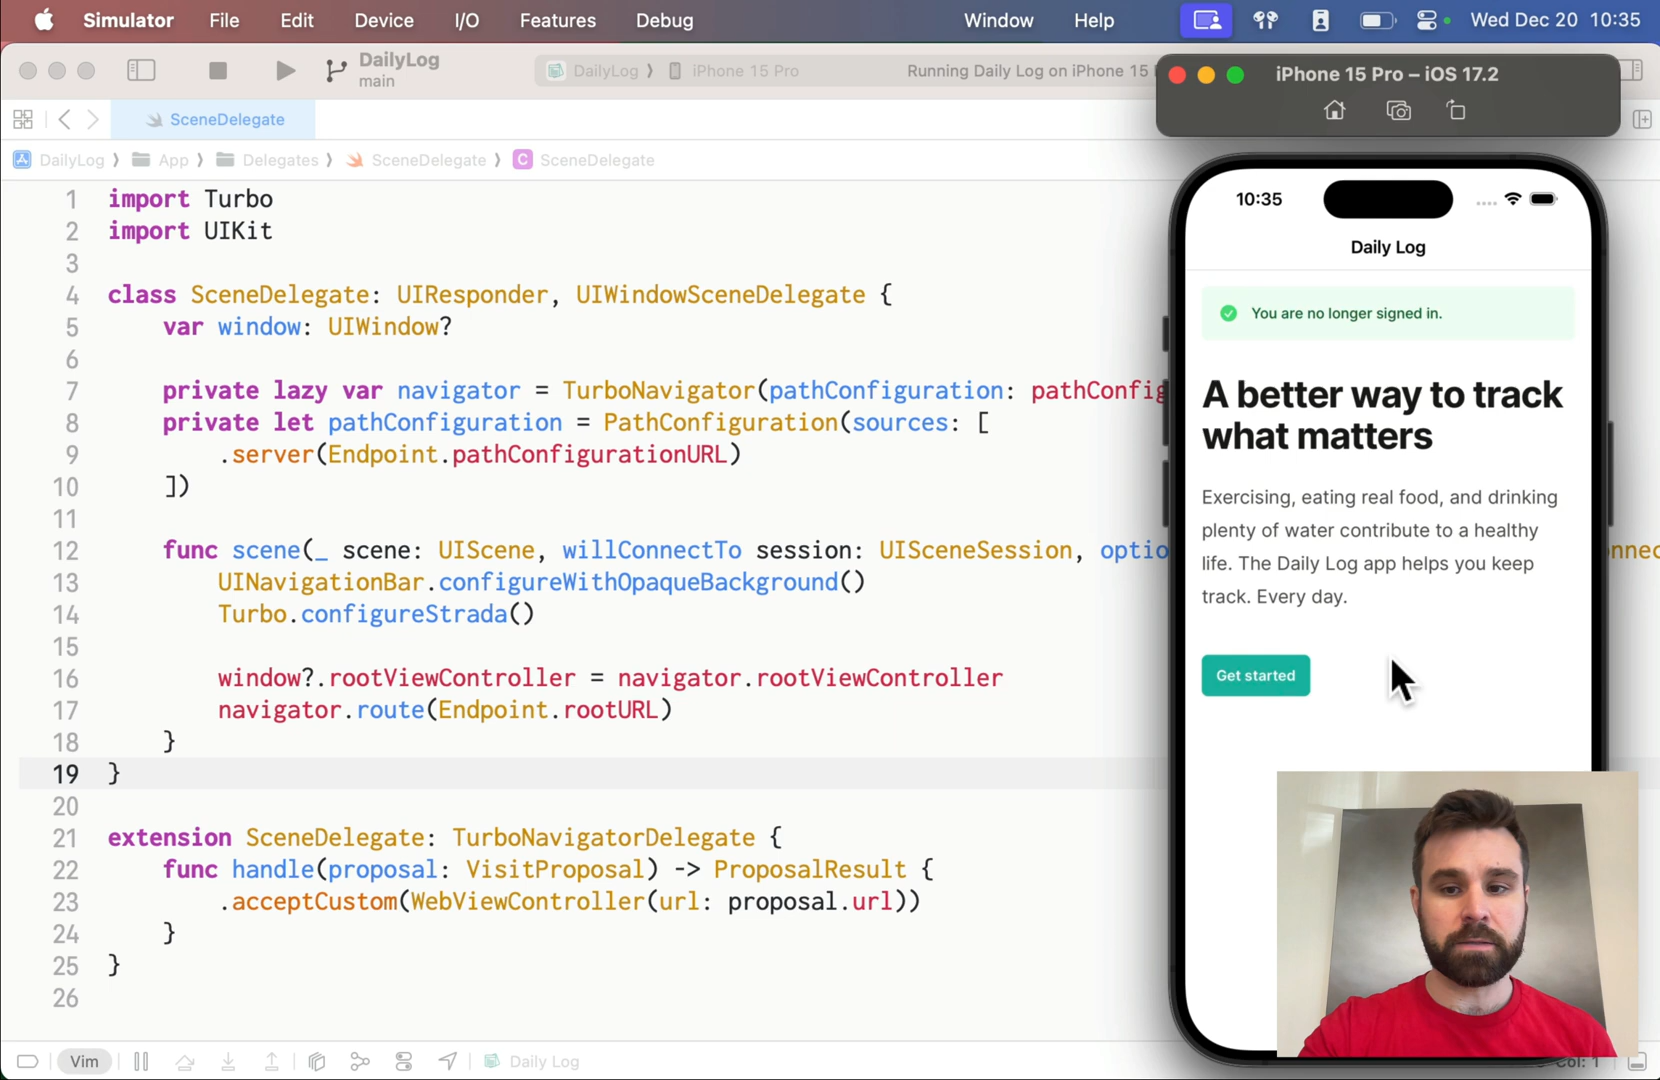 Simulator File Edit Device I/O Features Debug Window Help Wed Dec 20 10:35
DailyLog
main
DailyLog ⟩ iPhone 15 Pro
Running Daily Log on iPhone 15
SceneDelegate
DailyLog ⟩ App ⟩ Delegates ⟩ SceneDelegate ⟩ C SceneDelegate
1 import Turbo
2 import UIKit
3
4 class SceneDelegate: UIResponder, UIWindowSceneDelegate {
5 var window: UIWindow?
6
7 private lazy var navigator = TurboNavigator(pathConfiguration: pathConfig
8 private let pathConfiguration = PathConfiguration(sources: [
9 .server(Endpoint.pathConfigurationURL)
10 ])
11
12 func scene(_ scene: UIScene, willConnectTo session: UISceneSession, optio
13 UINavigationBar.configureWithOpaqueBackground()
14 Turbo.configureStrada()
15
16 window?.rootViewController = navigator.rootViewController
17 navigator.route(Endpoint.rootURL)
18 }
19 }
20
21 extension SceneDelegate: TurboNavigatorDelegate {
22 func handle(proposal: VisitProposal) -> ProposalResult {
23 .acceptCustom(WebViewController(url: proposal.url))
24 }
25 }
26
Vim
Daily Log
iPhone 15 Pro – iOS 17.2
10:35
Daily Log
You are no longer signed in.
A better way to track
what matters
Exercising, eating real food, and drinking
plenty of water contribute to a healthy
life. The Daily Log app helps you keep
track. Every day.
Get started
nnec
Col: 1